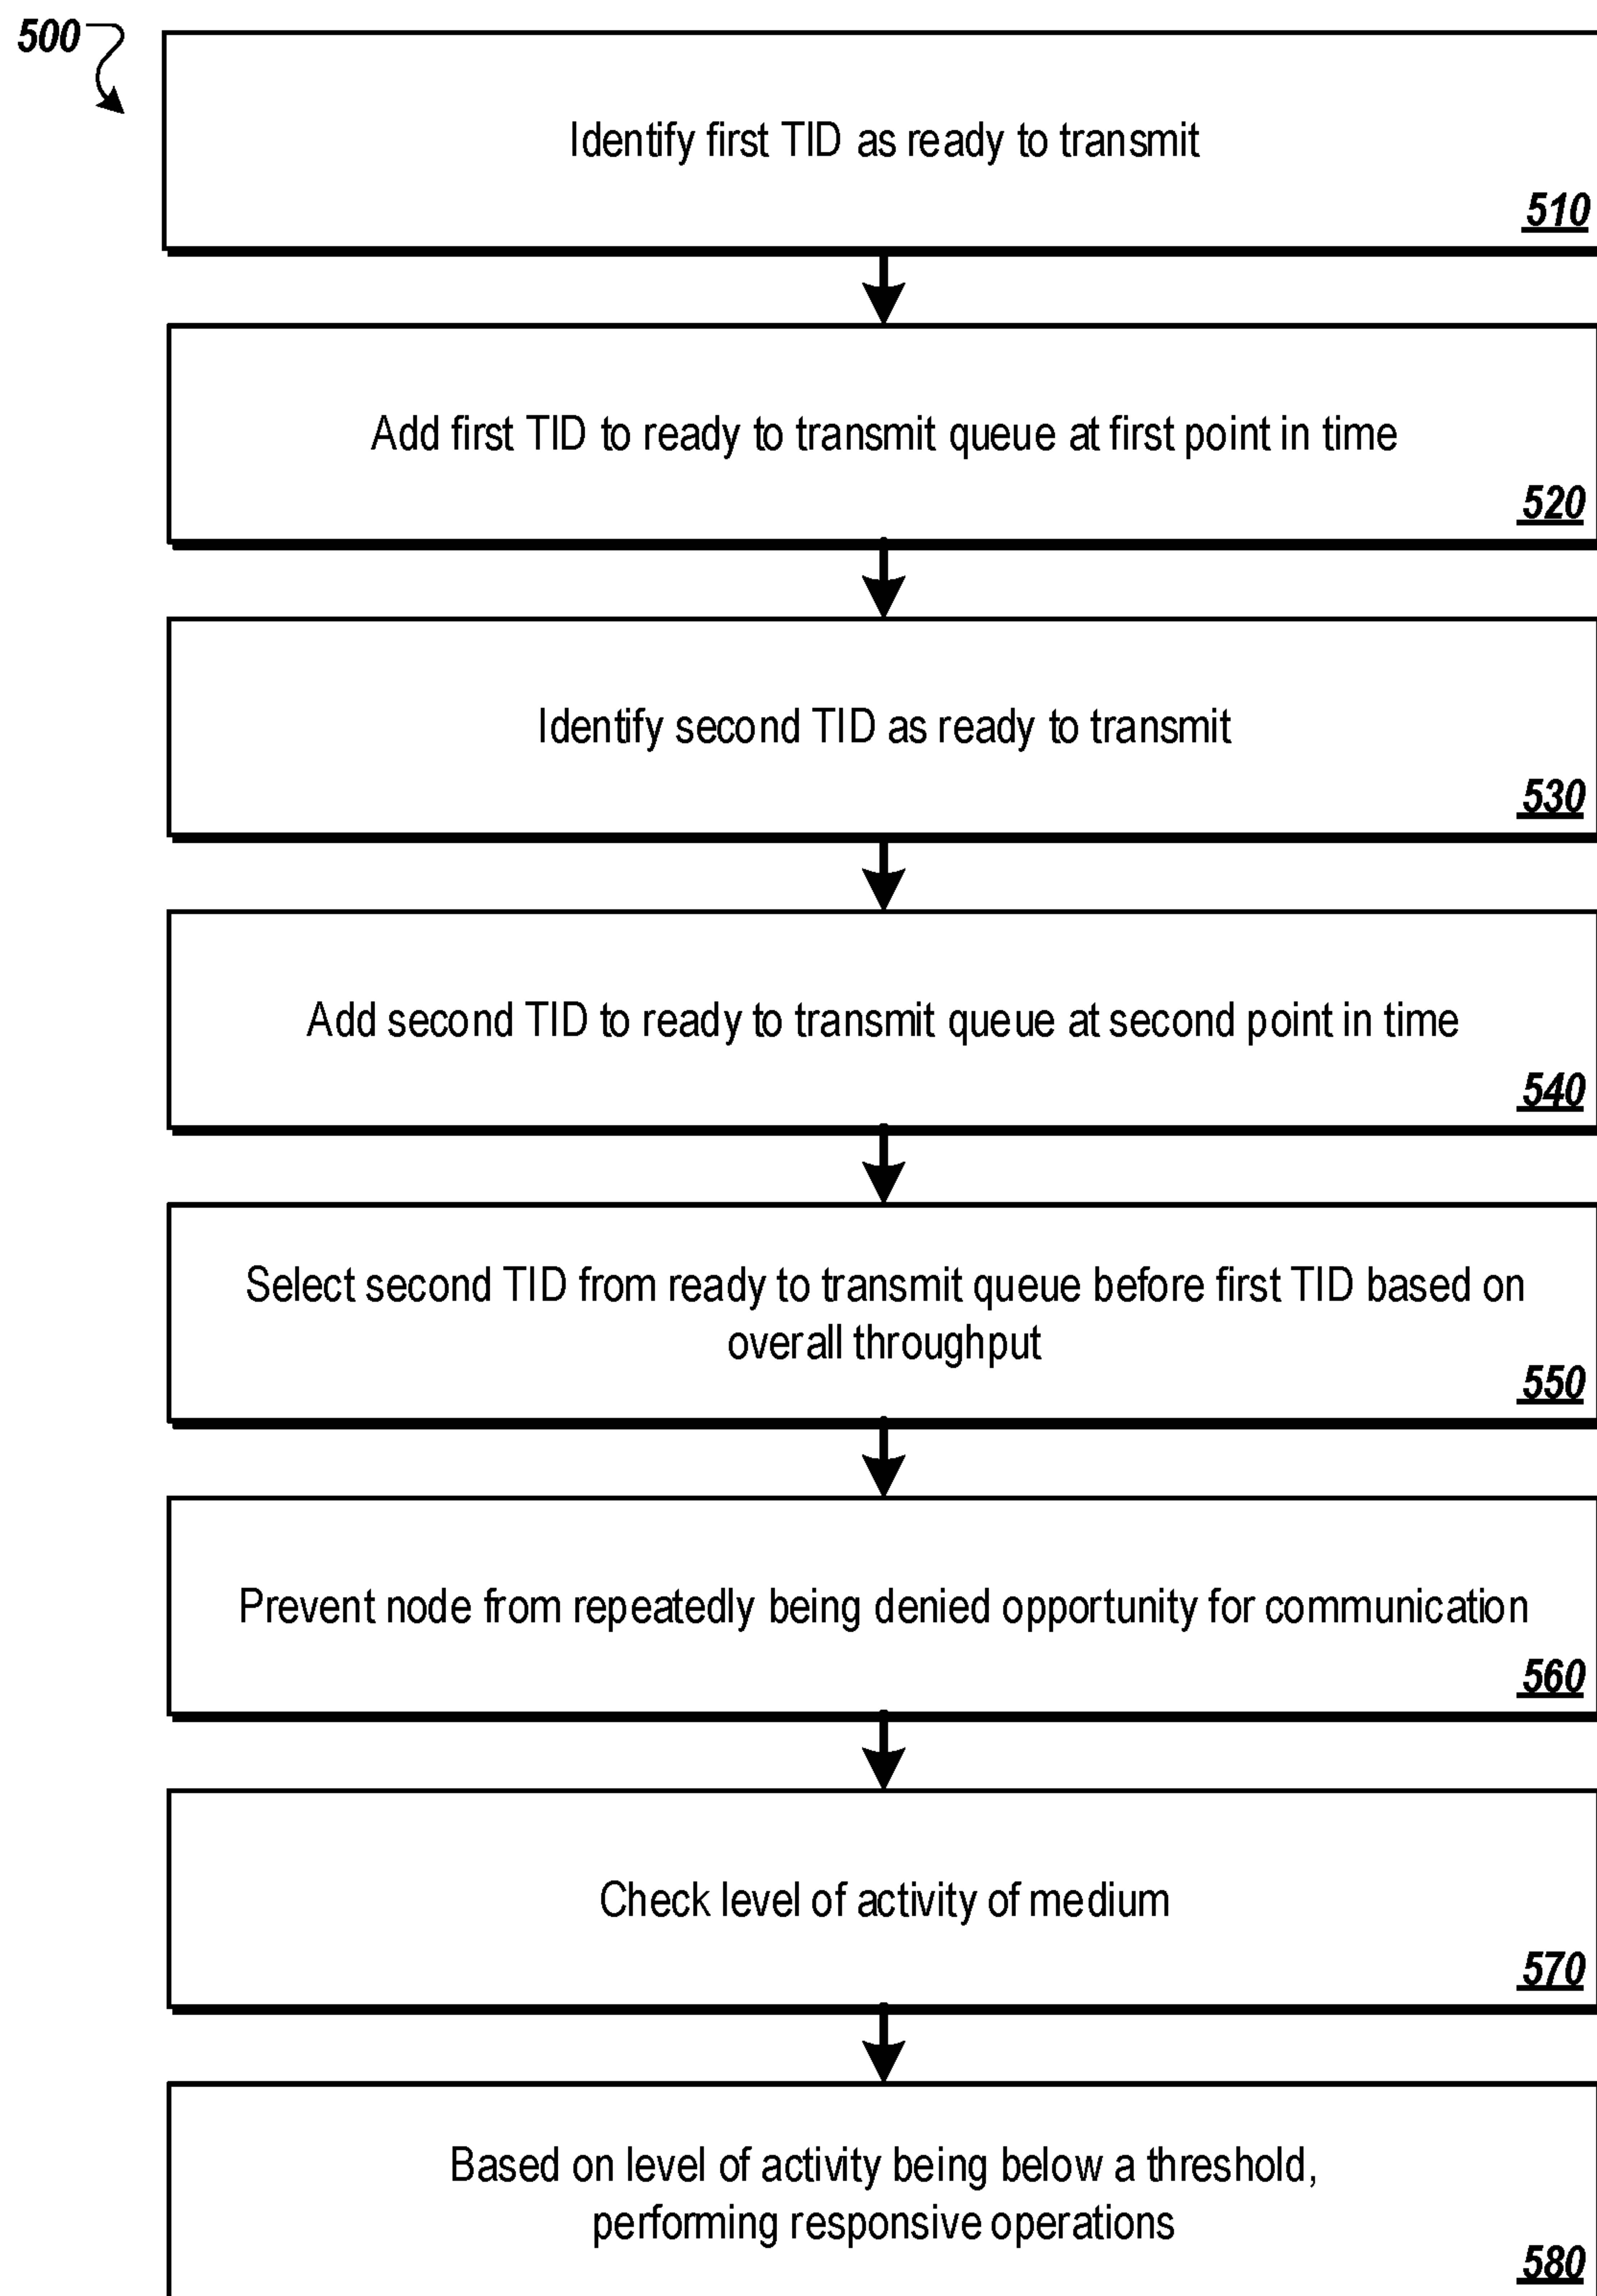 500
Identify first TID as ready to transmit
510
Add first TID to ready to transmit queue at first point in time
520
Identify second TID as ready to transmit
530
Add second TID to ready to transmit queue at second point in time
540
Select second TID from ready to transmit queue before first TID based on
overall throughput
550
Prevent node from repeatedly being denied opportunity for communication
560
Check level of activity of medium
570
Based on level of activity being below a threshold,
performing responsive operations
580